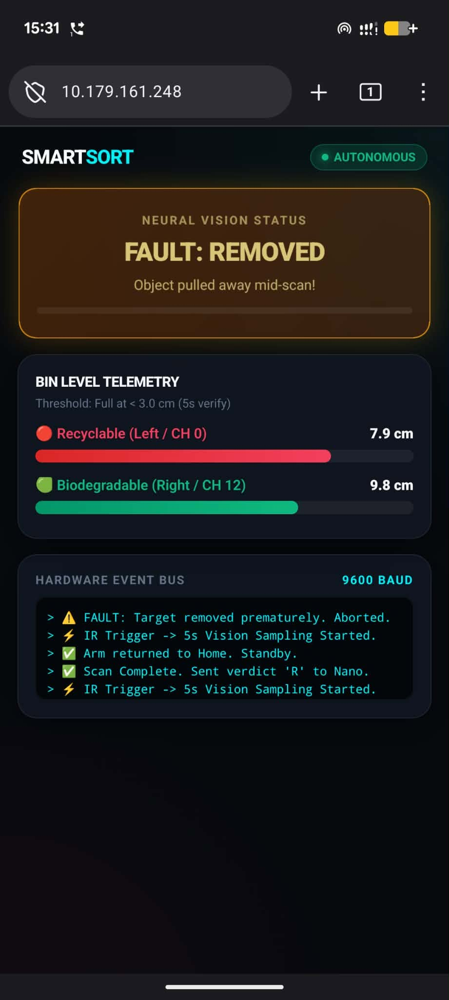 15:31
1
10.179.161.248
1
SMARTSORT
AUTONOMOUS
NEURAL VISION STATUS
FAULT: REMOVED
Object pulled away mid-scan!
BIN LEVEL TELEMETRY
Threshold: Full at < 3.0 cm (5s verify)
🔴 Recyclable (Left / CH 0) 7.9 cm
Biodegradable (Right / CH 12) 9.8 cm
HARDWARE EVENT BUS 9600 BAUD
> ⚠️ FAULT: Target removed prematurely. Aborted.
> ⚡ IR Trigger -> 5s Vision Sampling Started.
> ✅ Arm returned to Home. Standby.
> ✅ Scan Complete. Sent verdict 'R' to Nano.
> ⚡ IR Trigger -> 5s Vision Sampling Started.